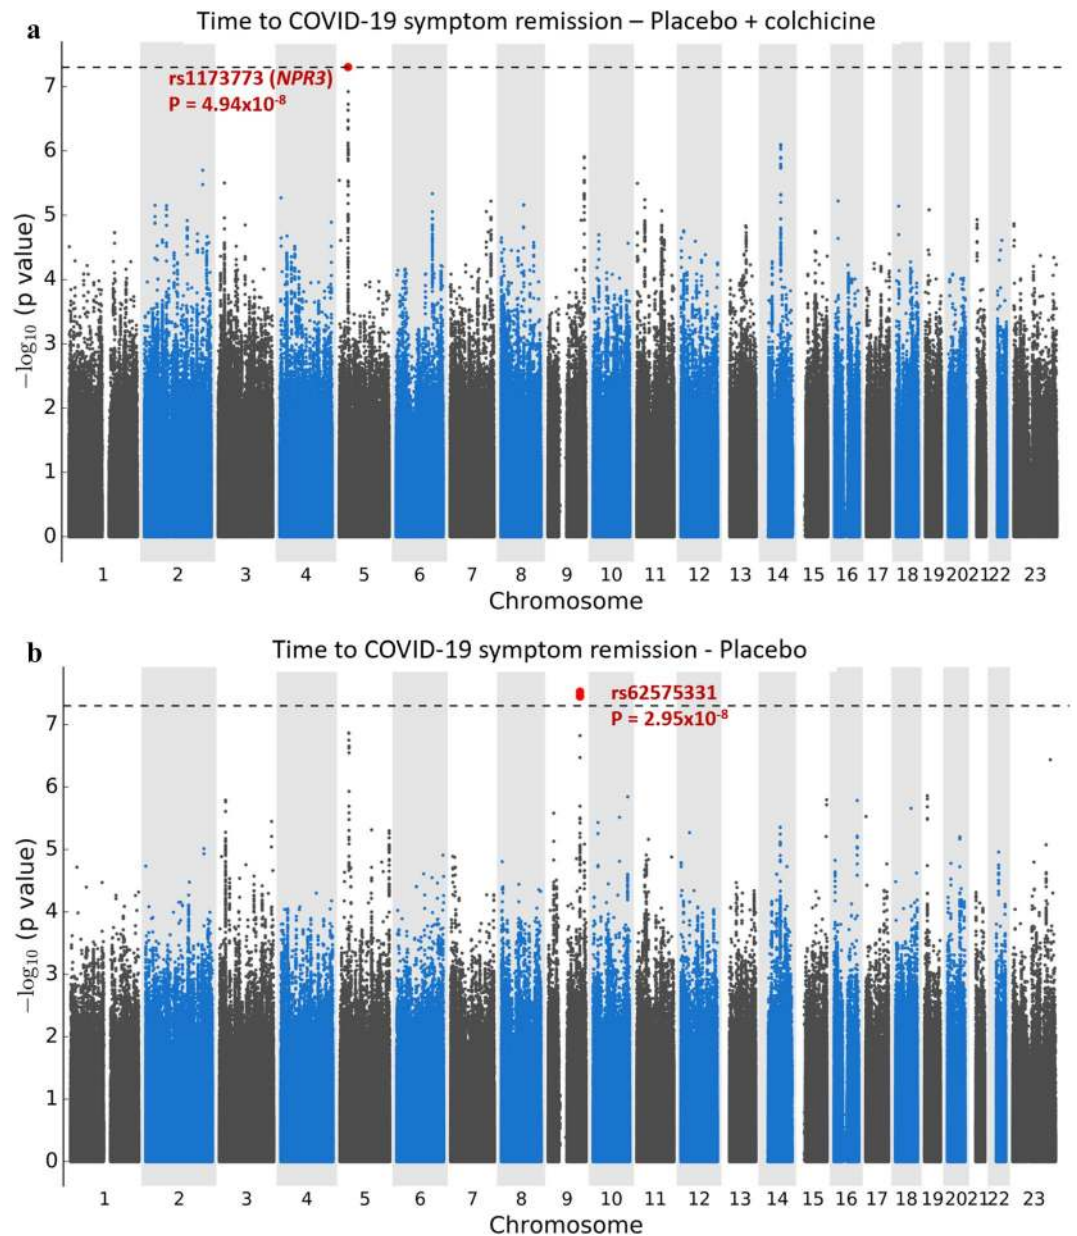 a
Time to COVID-19 symptom remission – Placebo + colchicine
rs1173773 (NPR3)
P = 4.94x10⁻⁸
7
6
5
4
3
2
1
0
−log₁₀ (p value)
1 2 3 4 5 6 7 8 9 10 11 12 13 14 15 16 17 18 19 20 21 22 23
Chromosome
b
Time to COVID-19 symptom remission - Placebo
rs62575331
P = 2.95x10⁻⁸
7
6
5
4
3
2
1
0
−log₁₀ (p value)
1 2 3 4 5 6 7 8 9 10 11 12 13 14 15 16 17 18 19 20 21 22 23
Chromosome